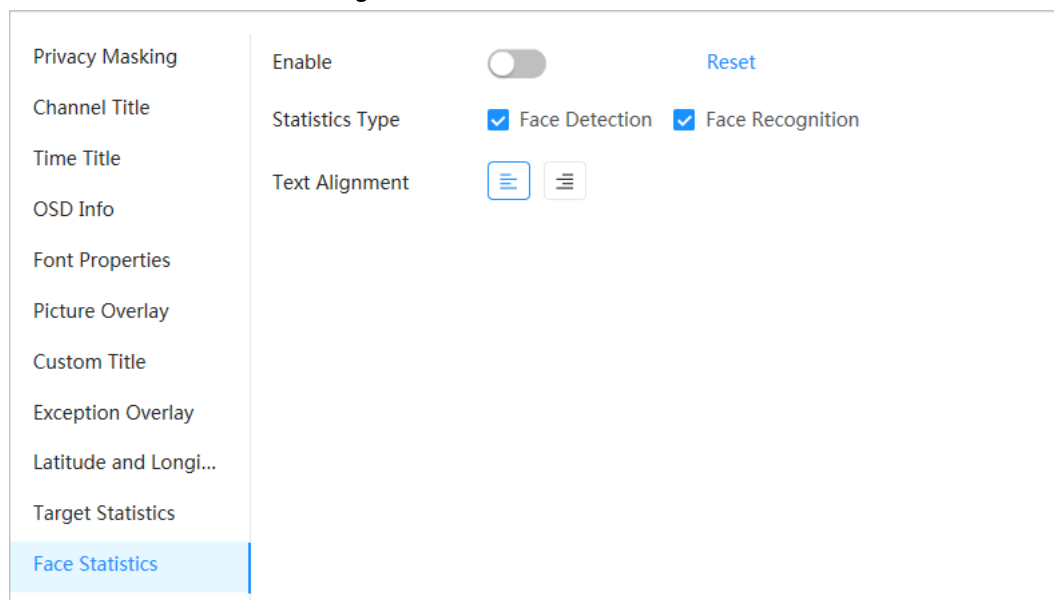 Privacy Masking
Channel Title
Time Title
OSD Info
Font Properties
Picture Overlay
Custom Title
Exception Overlay
Latitude and Longi...
Target Statistics
Face Statistics
Enable Reset
Statistics Type Face Detection Face Recognition
Text Alignment